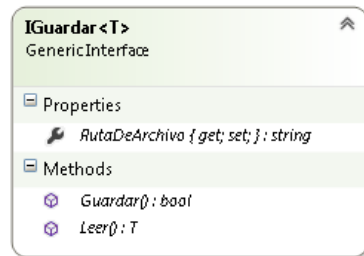 IGuardar<T>
GenericInterface
Properties
RutaDeArchivo { get; set; } : string
Methods
Guardar() : bool
Leer() : T